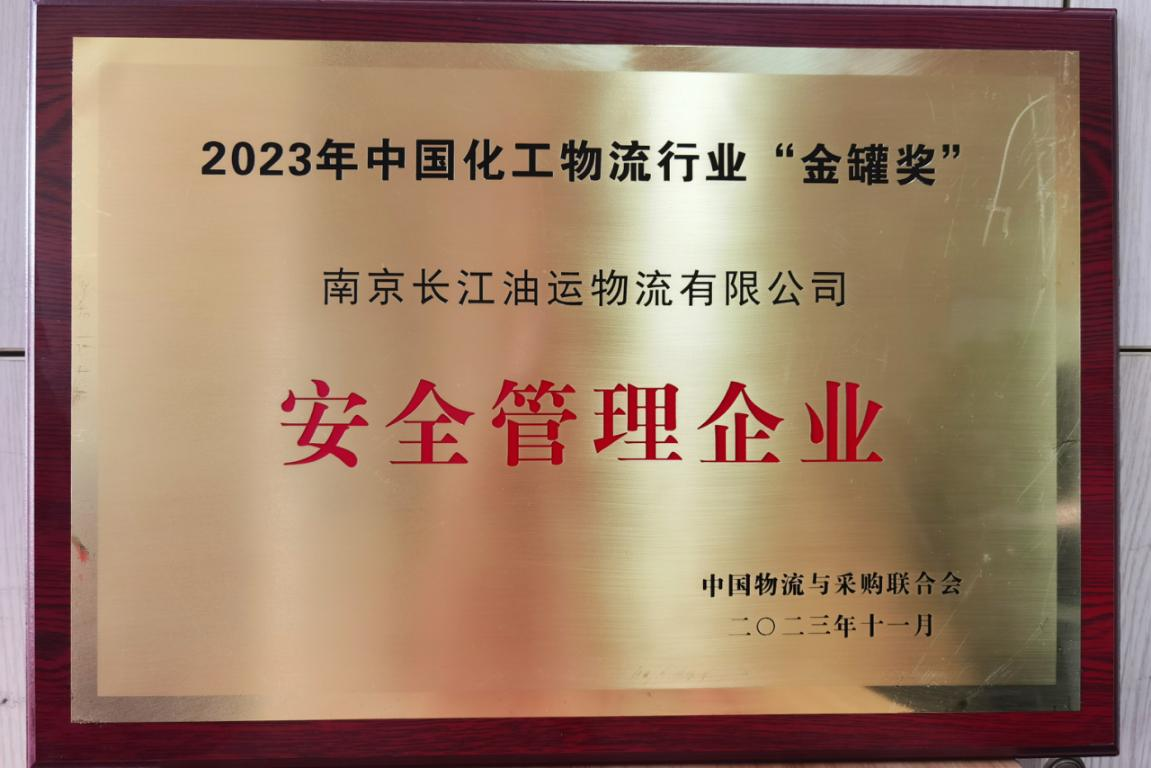 2023年中国化工物流行业“金罐奖”
南京长江油运物流有限公司
安全管理企业
中国物流与采购联合会
二〇二三年十一月